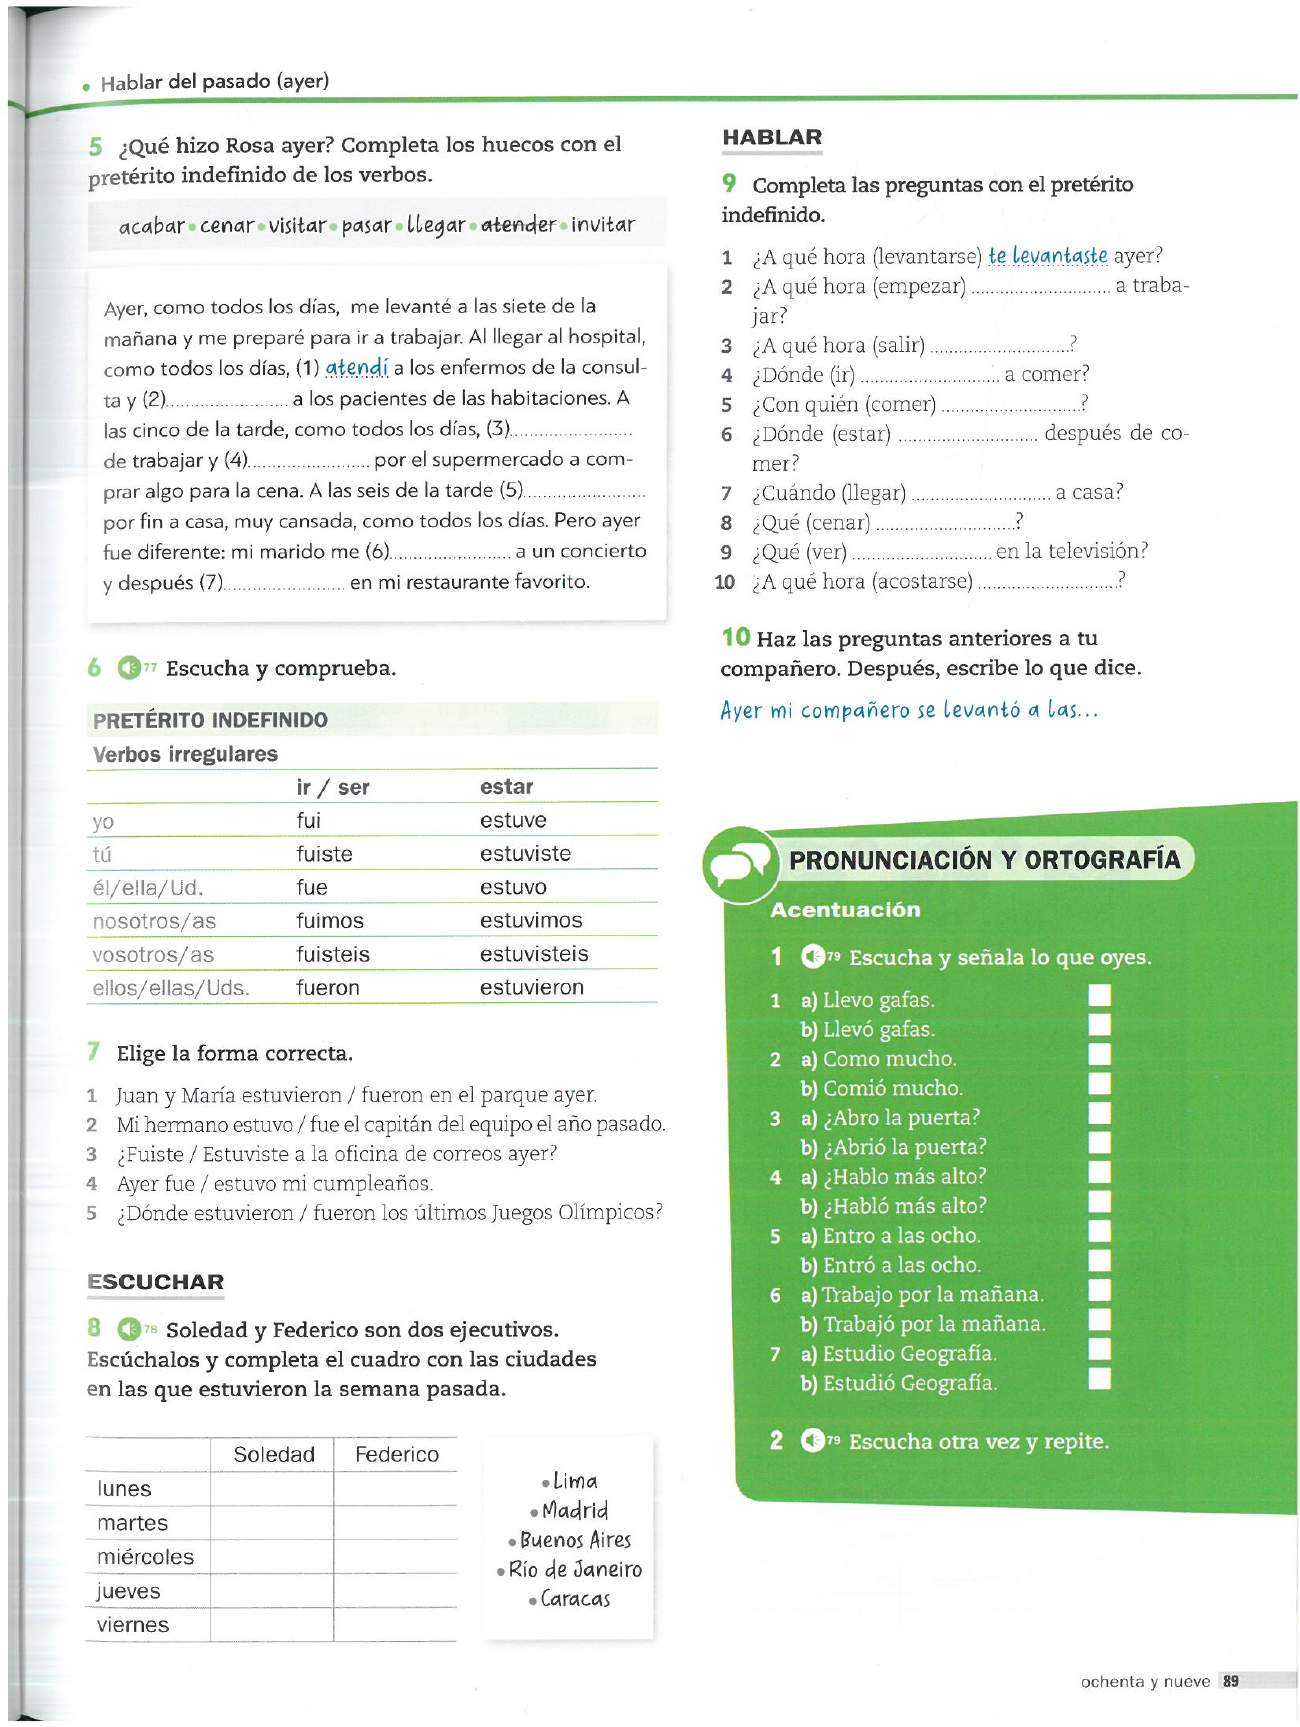 • Hablar del pasado (ayer)
5 ¿Qué hizo Rosa ayer? Completa los huecos con el
pretérito indefinido de los verbos.
acabar • cenar • visitar • pasar • llegar • atender • invitar
Ayer, como todos los días, me levanté a las siete de la
mañana y me preparé para ir a trabajar. Al llegar al hospital,
como todos los días, (1) atendí a los enfermos de la consul-
ta y (2)........................ a los pacientes de las habitaciones. A
las cinco de la tarde, como todos los días, (3)........................
de trabajar y (4)........................ por el supermercado a com-
prar algo para la cena. A las seis de la tarde (5)........................
por fin a casa, muy cansada, como todos los días. Pero ayer
fue diferente: mi marido me (6)........................ a un concierto
y después (7)........................ en mi restaurante favorito.
6 77 Escucha y comprueba.
PRETÉRITO INDEFINIDO
Verbos irregulares
ir / ser estar
yo fui estuve
tú fuiste estuviste
él/ella/Ud. fue estuvo
nosotros/as fuimos estuvimos
vosotros/as fuisteis estuvisteis
ellos/ellas/Uds. fueron estuvieron
7 Elige la forma correcta.
1 Juan y María estuvieron / fueron en el parque ayer.
2 Mi hermano estuvo / fue el capitán del equipo el año pasado.
3 ¿Fuiste / Estuviste a la oficina de correos ayer?
4 Ayer fue / estuvo mi cumpleaños.
5 ¿Dónde estuvieron / fueron los últimos Juegos Olímpicos?
ESCUCHAR
8 78 Soledad y Federico son dos ejecutivos.
Escúchalos y completa el cuadro con las ciudades
en las que estuvieron la semana pasada.
Soledad Federico
lunes
martes
miércoles
jueves
viernes
• Lima
• Madrid
• Buenos Aires
• Río de Janeiro
• Caracas
HABLAR
9 Completa las preguntas con el pretérito
indefinido.
1 ¿A qué hora (levantarse) te levantaste ayer?
2 ¿A qué hora (empezar) ............................ a traba-
jar?
3 ¿A qué hora (salir) ............................?
4 ¿Dónde (ir) ............................ a comer?
5 ¿Con quién (comer) ............................?
6 ¿Dónde (estar) ............................ después de co-
mer?
7 ¿Cuándo (llegar) ............................ a casa?
8 ¿Qué (cenar) ............................?
9 ¿Qué (ver) ............................ en la televisión?
10 ¿A qué hora (acostarse) ............................?
10 Haz las preguntas anteriores a tu
compañero. Después, escribe lo que dice.
Ayer mi compañero se levantó a las...
PRONUNCIACIÓN Y ORTOGRAFÍA
Acentuación
1 79 Escucha y señala lo que oyes.
1 a) Llevo gafas.
b) Llevó gafas.
2 a) Como mucho.
b) Comió mucho.
3 a) ¿Abro la puerta?
b) ¿Abrió la puerta?
4 a) ¿Hablo más alto?
b) ¿Habló más alto?
5 a) Entro a las ocho.
b) Entró a las ocho.
6 a) Trabajo por la mañana.
b) Trabajó por la mañana.
7 a) Estudio Geografía.
b) Estudió Geografía.
2 79 Escucha otra vez y repite.
ochenta y nueve 89